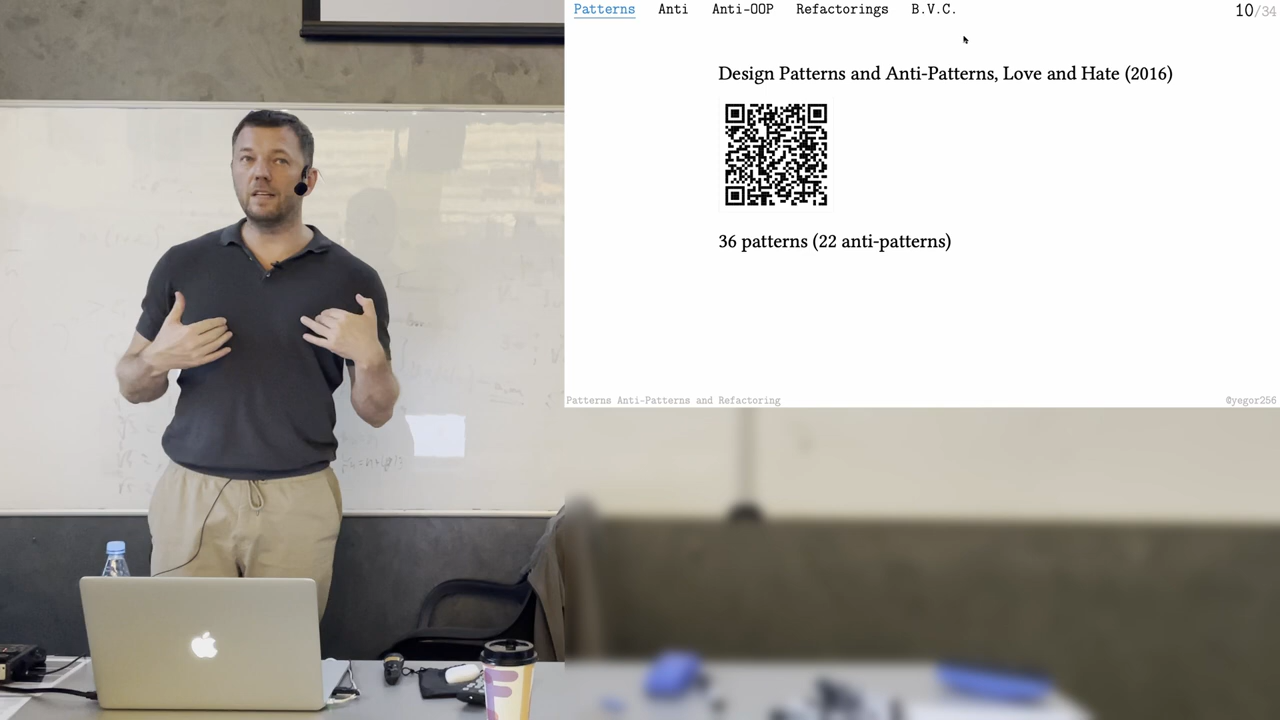 Patterns Anti Anti-OOP Refactorings B.V.C. 10/34
Design Patterns and Anti-Patterns, Love and Hate (2016)
36 patterns (22 anti-patterns)
Patterns Anti-Patterns and Refactoring @yegor256